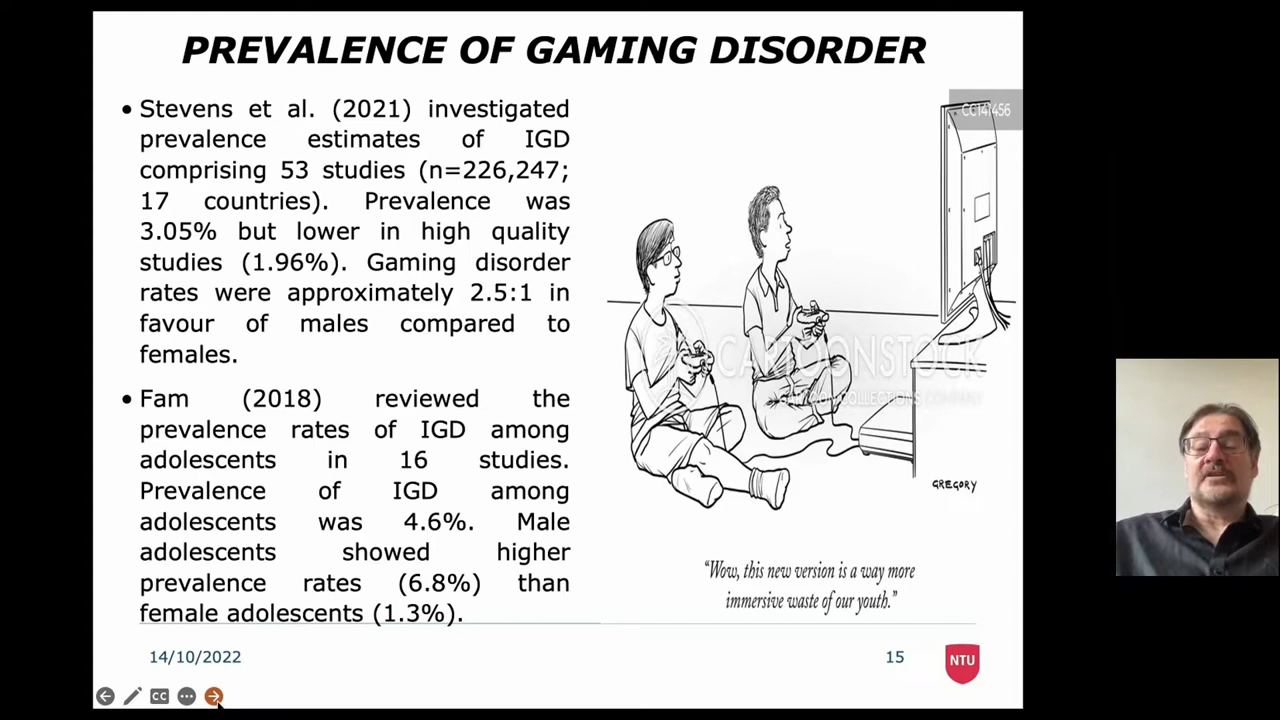 PREVALENCE OF GAMING DISORDER
• Stevens et al. (2021) investigated
prevalence estimates of IGD
comprising 53 studies (n=226,247;
17 countries). Prevalence was
3.05% but lower in high quality
studies (1.96%). Gaming disorder
rates were approximately 2.5:1 in
favour of males compared to
females.
• Fam (2018) reviewed the
prevalence rates of IGD among
adolescents in 16 studies.
Prevalence of IGD among
adolescents was 4.6%. Male
adolescents showed higher
prevalence rates (6.8%) than
female adolescents (1.3%).
CARTOONSTOCK
GREGORY
“Wow, this new version is a way more
immersive waste of our youth.”
14/10/2022
15
NTU
CC